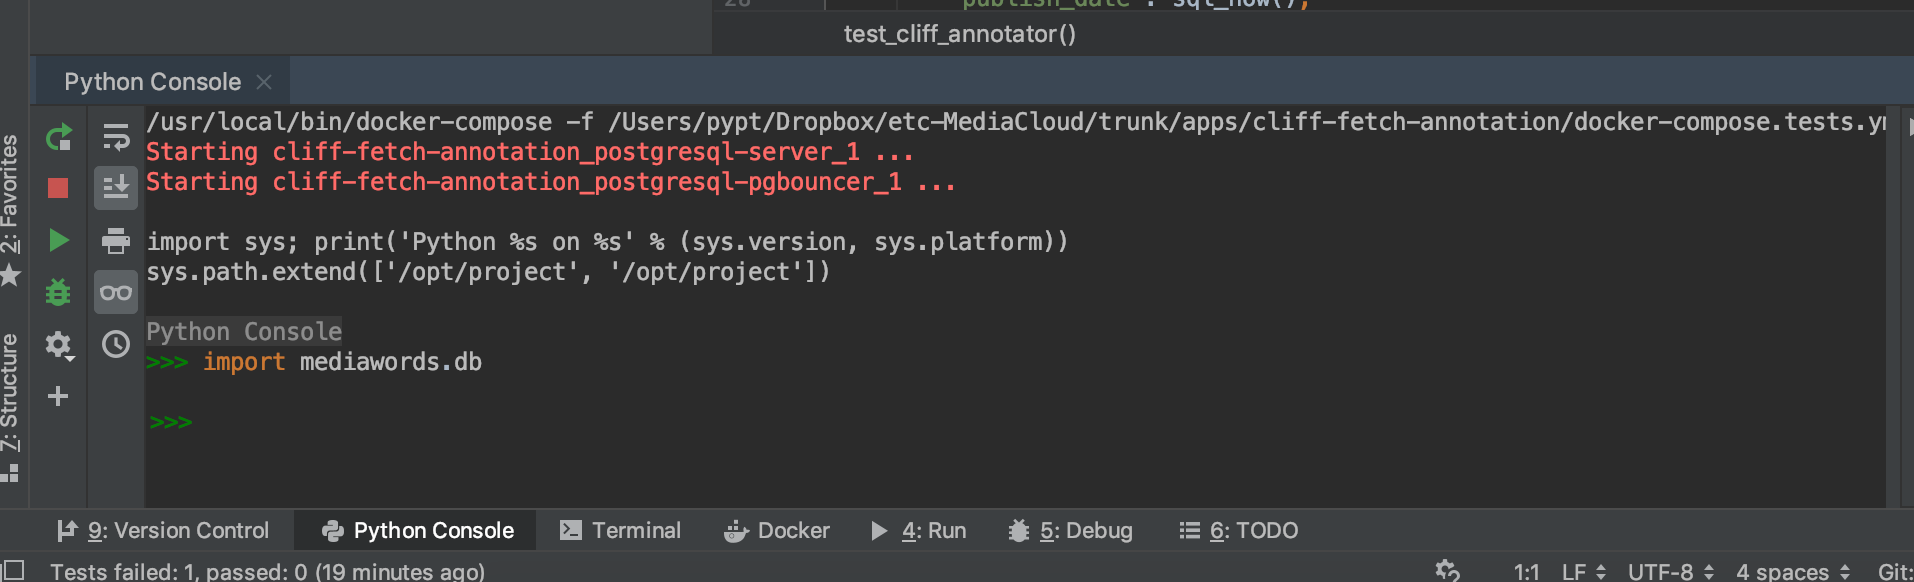 28 publish_date': sql_now(),
test_cliff_annotator()
Python Console
/usr/local/bin/docker-compose -f /Users/pypt/Dropbox/etc-MediaCloud/trunk/apps/cliff-fetch-annotation/docker-compose.tests.ym
Starting cliff-fetch-annotation_postgresql-server_1 ...
Starting cliff-fetch-annotation_postgresql-pgbouncer_1 ...
import sys; print('Python %s on %s' % (sys.version, sys.platform))
sys.path.extend(['/opt/project', '/opt/project'])
Python Console
>>> import mediawords.db
>>>
2: Favorites
7: Structure
9: Version Control Python Console Terminal Docker 4: Run 5: Debug 6: TODO
Tests failed: 1, passed: 0 (19 minutes ago) 1:1 LF UTF-8 4 spaces Git: